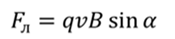 Fл = qvB sin α